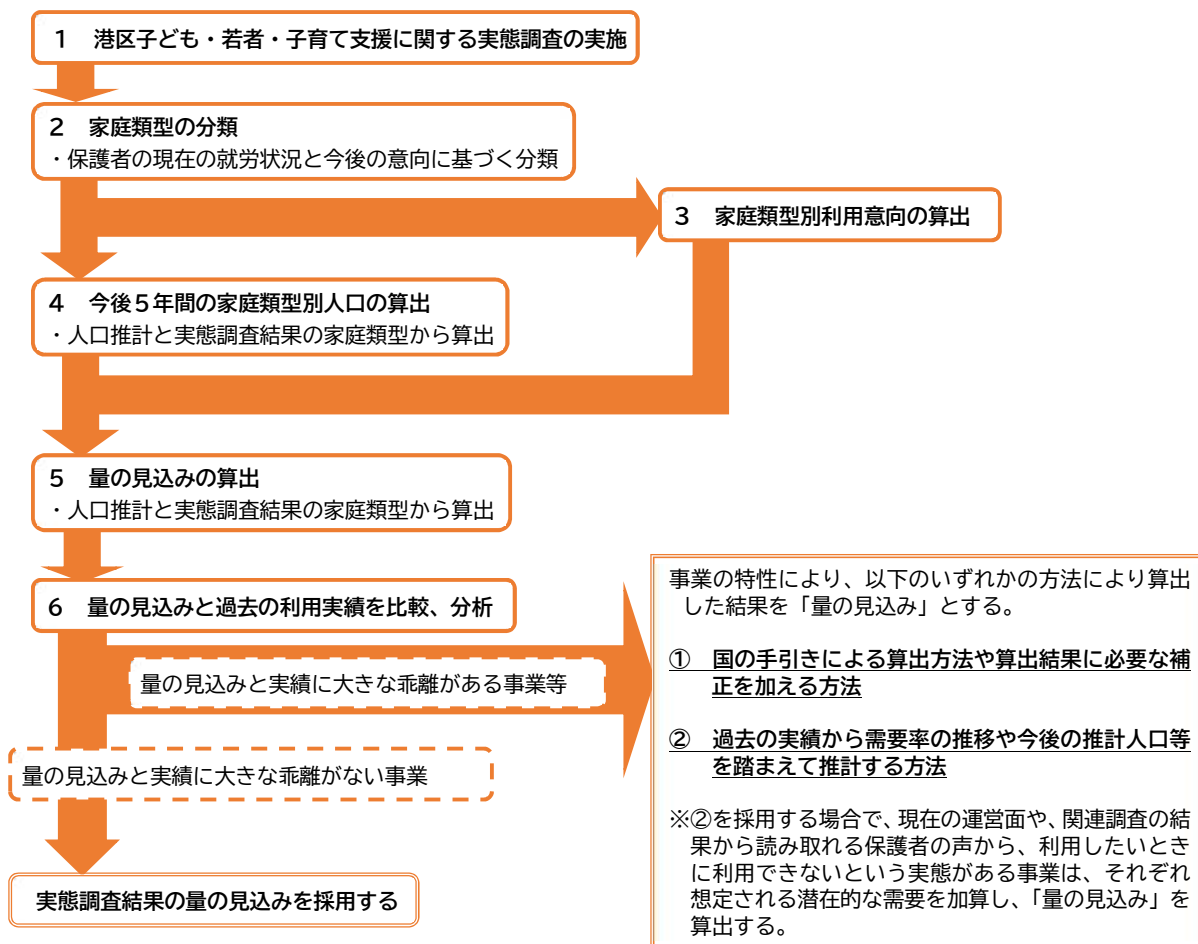 1 港区子ども・若者・子育て支援に関する実態調査の実施
2 家庭類型の分類
・保護者の現在の就労状況と今後の意向に基づく分類
3 家庭類型別利用意向の算出
4 今後５年間の家庭類型別人口の算出
・人口推計と実態調査結果の家庭類型から算出
5 量の見込みの算出
・人口推計と実態調査結果の家庭類型から算出
6 量の見込みと過去の利用実績を比較、分析
量の見込みと実績に大きな乖離がある事業等
量の見込みと実績に大きな乖離がない事業
実態調査結果の量の見込みを採用する
事業の特性により、以下のいずれかの方法により算出
した結果を「量の見込み」とする。
① 国の手引きによる算出方法や算出結果に必要な補
正を加える方法
② 過去の実績から需要率の推移や今後の推計人口等
を踏まえて推計する方法
※②を採用する場合で、現在の運営面や、関連調査の結
果から読み取れる保護者の声から、利用したいとき
に利用できないという実態がある事業は、それぞれ
想定される潜在的な需要を加算し、「量の見込み」を
算出する。